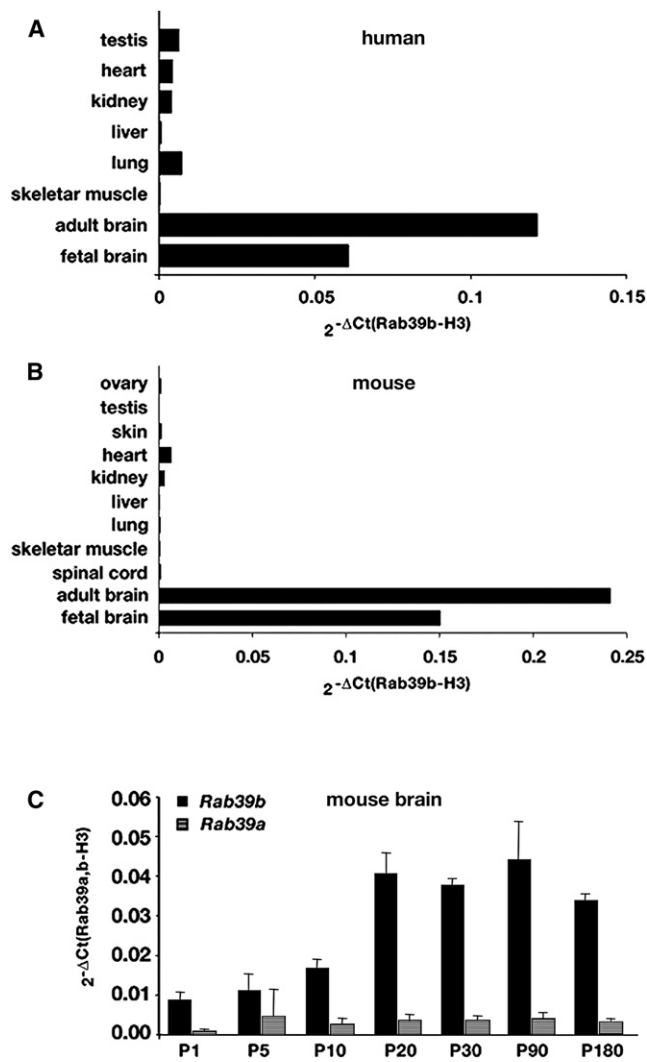 A
human
testis
heart
kidney
liver
lung
skeletar muscle
adult brain
fetal brain
0 0.05 0.1 0.15
2-ΔCt(Rab39b-H3)
B
mouse
ovary
testis
skin
heart
kidney
liver
lung
skeletar muscle
spinal cord
adult brain
fetal brain
0 0.05 0.1 0.15 0.2 0.25
2-ΔCt(Rab39b-H3)
C
mouse brain
Rab39b
Rab39a
2-ΔCt(Rab39a,b-H3)
0.06
0.05
0.04
0.03
0.02
0.01
0.00
P1 P5 P10 P20 P30 P90 P180